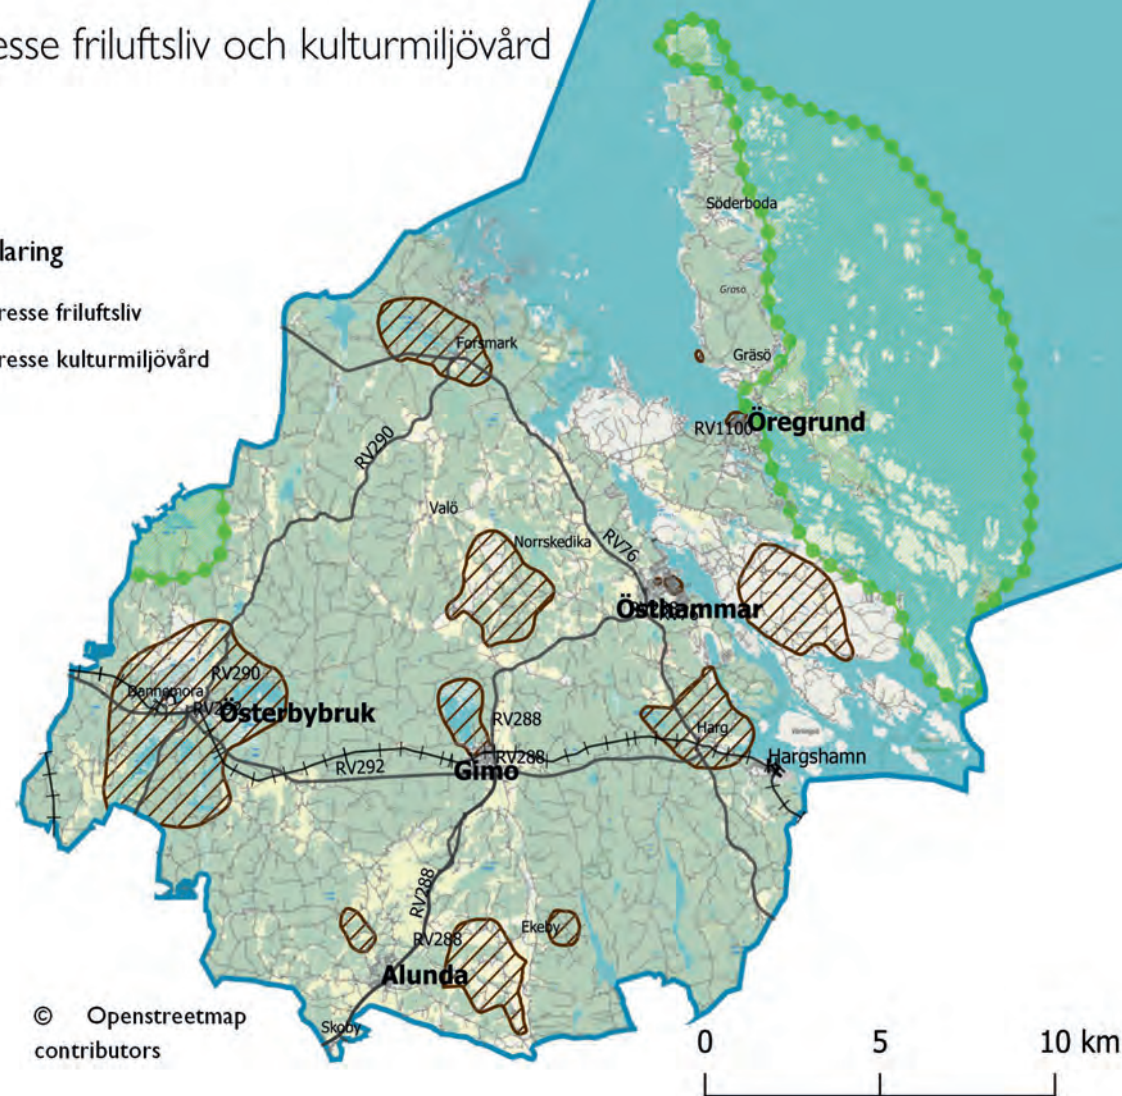 esse friluftsliv och kulturmiljövård
laring
resse friluftsliv
resse kulturmiljövård
Söderboda
Gräsö
Forsmark
Gräsö
RV1100
Öregrund
RV290
Valö
Norrskedika
RV76
Östhammar
RV290
Dannemora
Österbybruk
RV288
Harg
RV288
Hargshamn
RV292
Gimo
RV288
Ekeby
RV288
Alunda
Skoby
© Openstreetmap
contributors
0 5 10 km